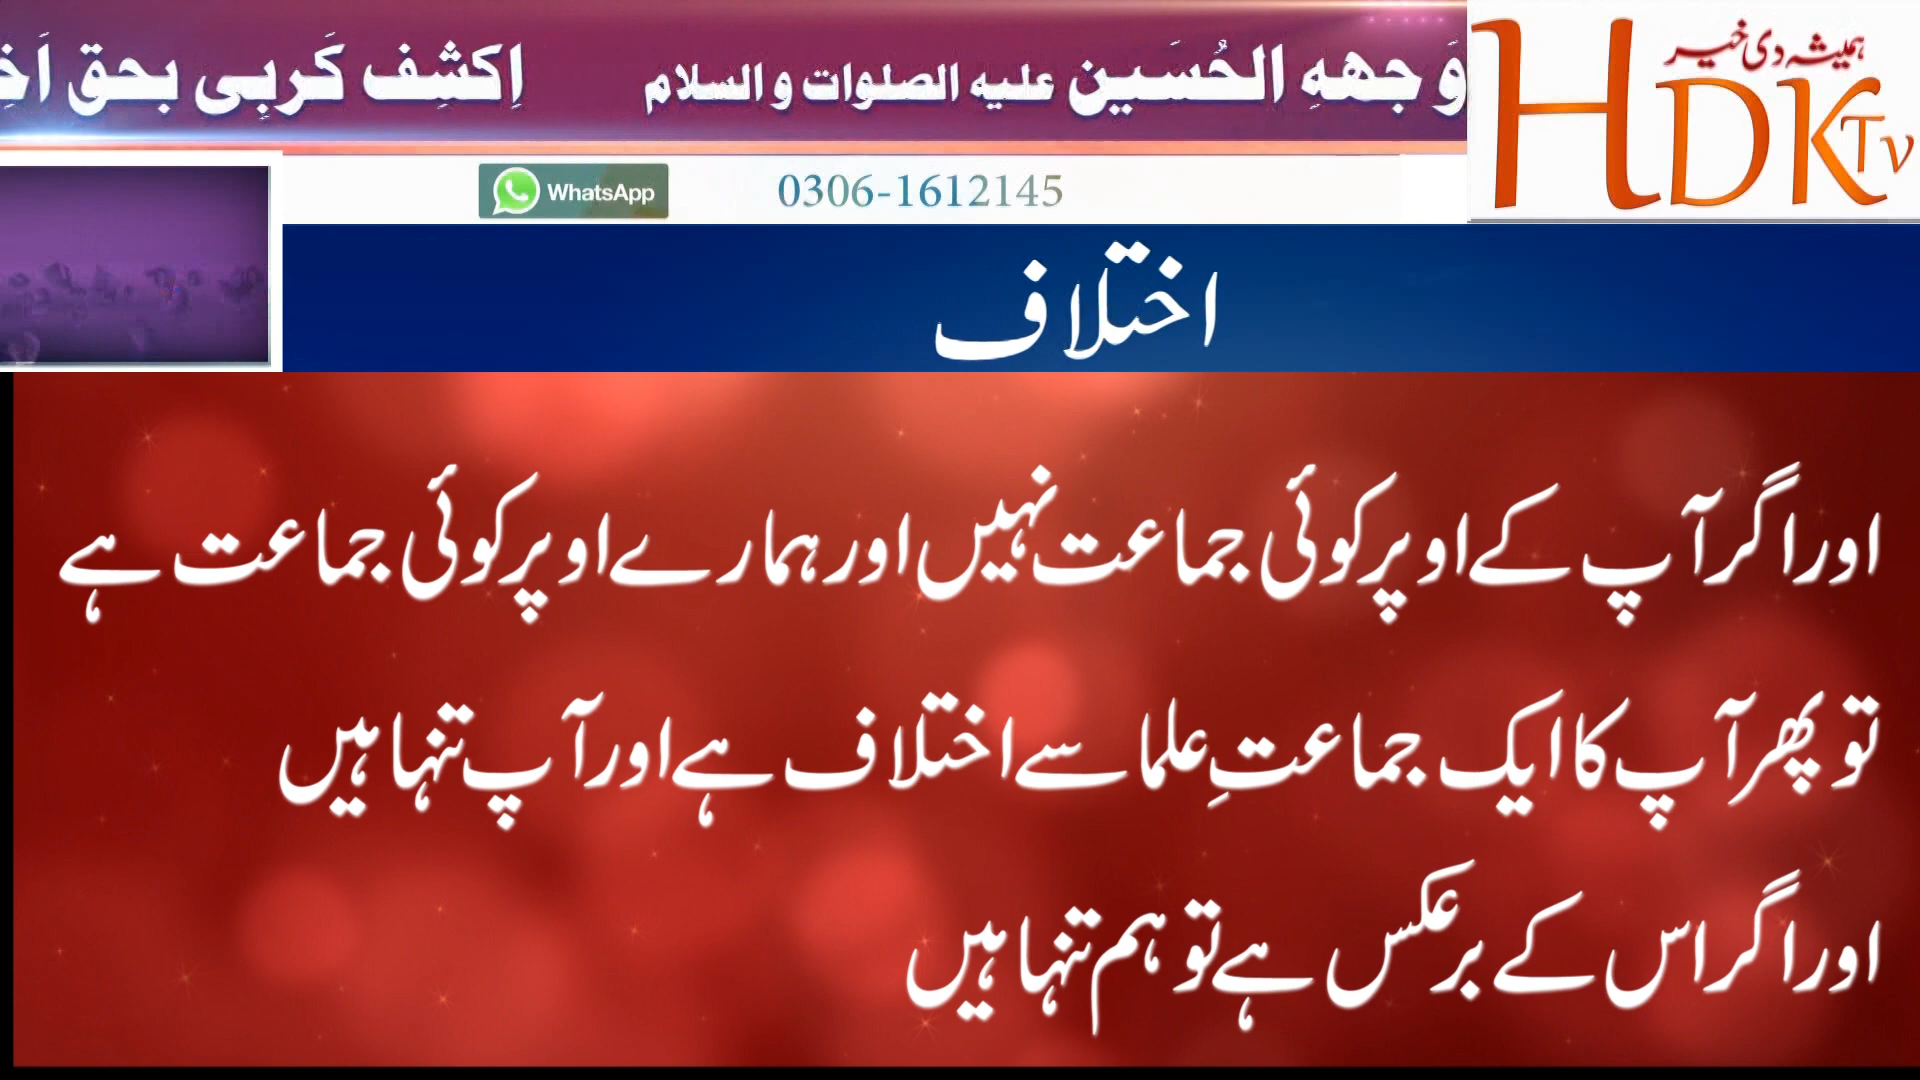 وَجههِ الحُسَین علیه الصلوات و السلام
اِکشِف کَربِی بحق اَخِ
ہمیشہ دی خیر
HDK Tv
WhatsApp 0306-1612145
اختلاف
اور اگر آپ کے اوپر کوئی جماعت نہیں اور ہمارے اوپر کوئی جماعت ہے
تو پھر آپ کا ایک جماعتِ علما سے اختلاف ہے اور آپ تنہا ہیں
اور اگر اس کے برعکس ہے تو ہم تنہا ہیں